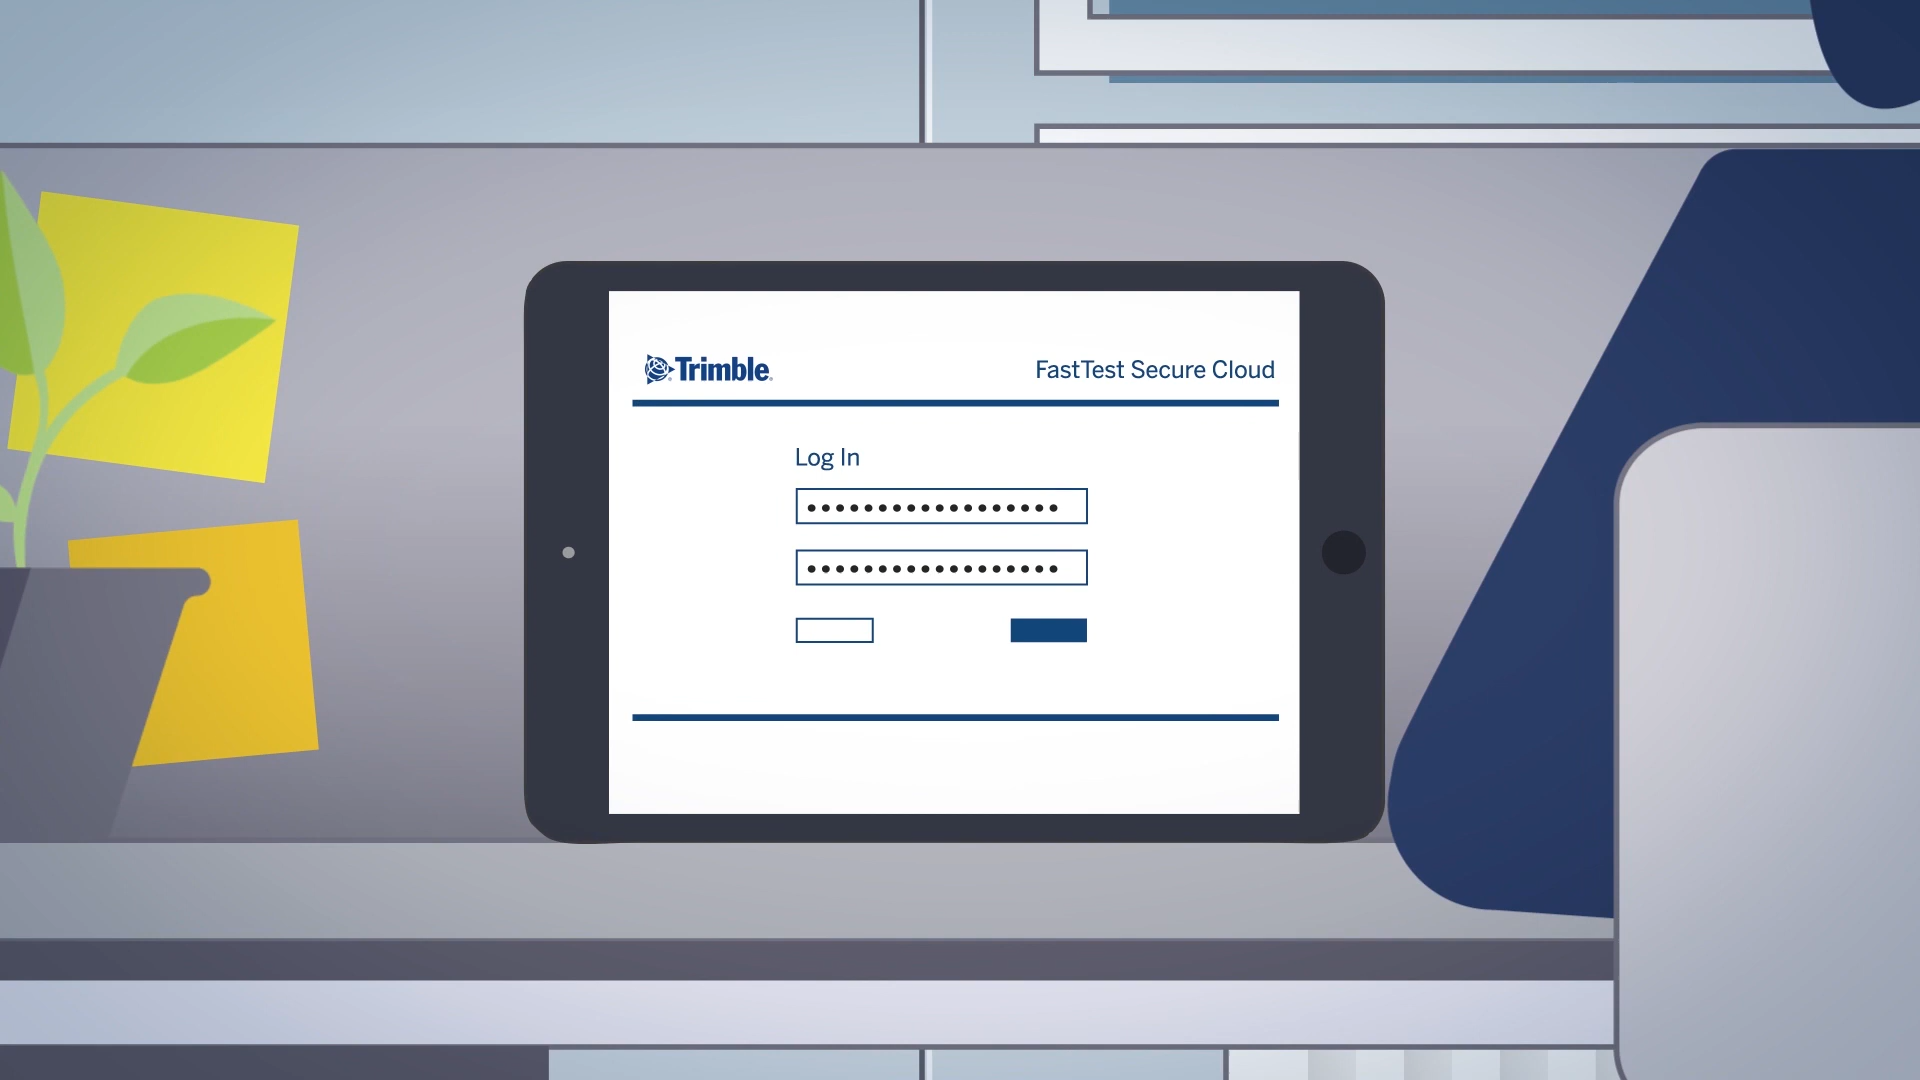 Trimble
FastTest Secure Cloud
Log In
••••••••••••••••••
••••••••••••••••••